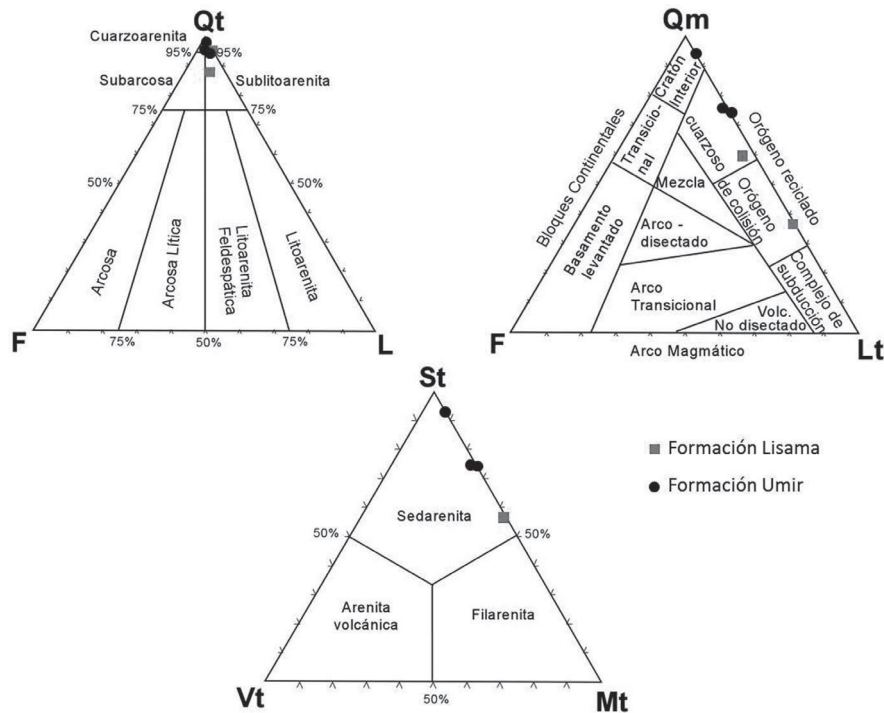 Qt
Cuarzoarenita
95%
95%
Subarcosa
Sublitoarenita
75%
75%
50%
50%
Arcosa
Arcosa Lítica
Litoarenita
Feldespática
Litoarenita
F
75%
50%
75%
L
Qm
Cratón
Interior
Transicio-
nal
Bloques Continentales
cuarzoso
Orógeno reciclado
Mezcla
Orógeno
de colisión
Basamento
levantado
Arco -
disectado
Arco
Transicional
Volc.
No disectado
Complejo de
subducción
F
Lt
Arco Magmático
St
Sedarenita
50%
50%
Arenita
volcánica
Filarenita
Vt
50%
Mt
Formación Lisama
Formación Umir